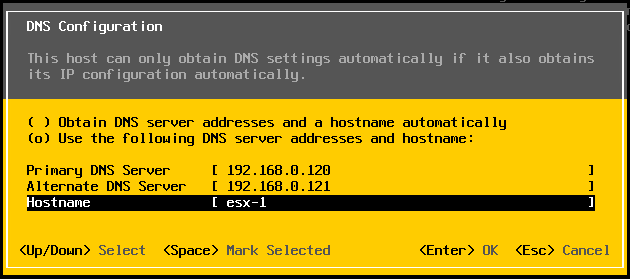 DNS Configuration
This host can only obtain DNS settings automatically if it also obtains
its IP configuration automatically.
( ) Obtain DNS server addresses and a hostname automatically
(o) Use the following DNS server addresses and hostname:
Primary DNS Server [ 192.168.0.120 ]
Alternate DNS Server [ 192.168.0.121 ]
Hostname [ esx-1 ]
<Up/Down> Select <Space> Mark Selected <Enter> OK <Esc> Cancel